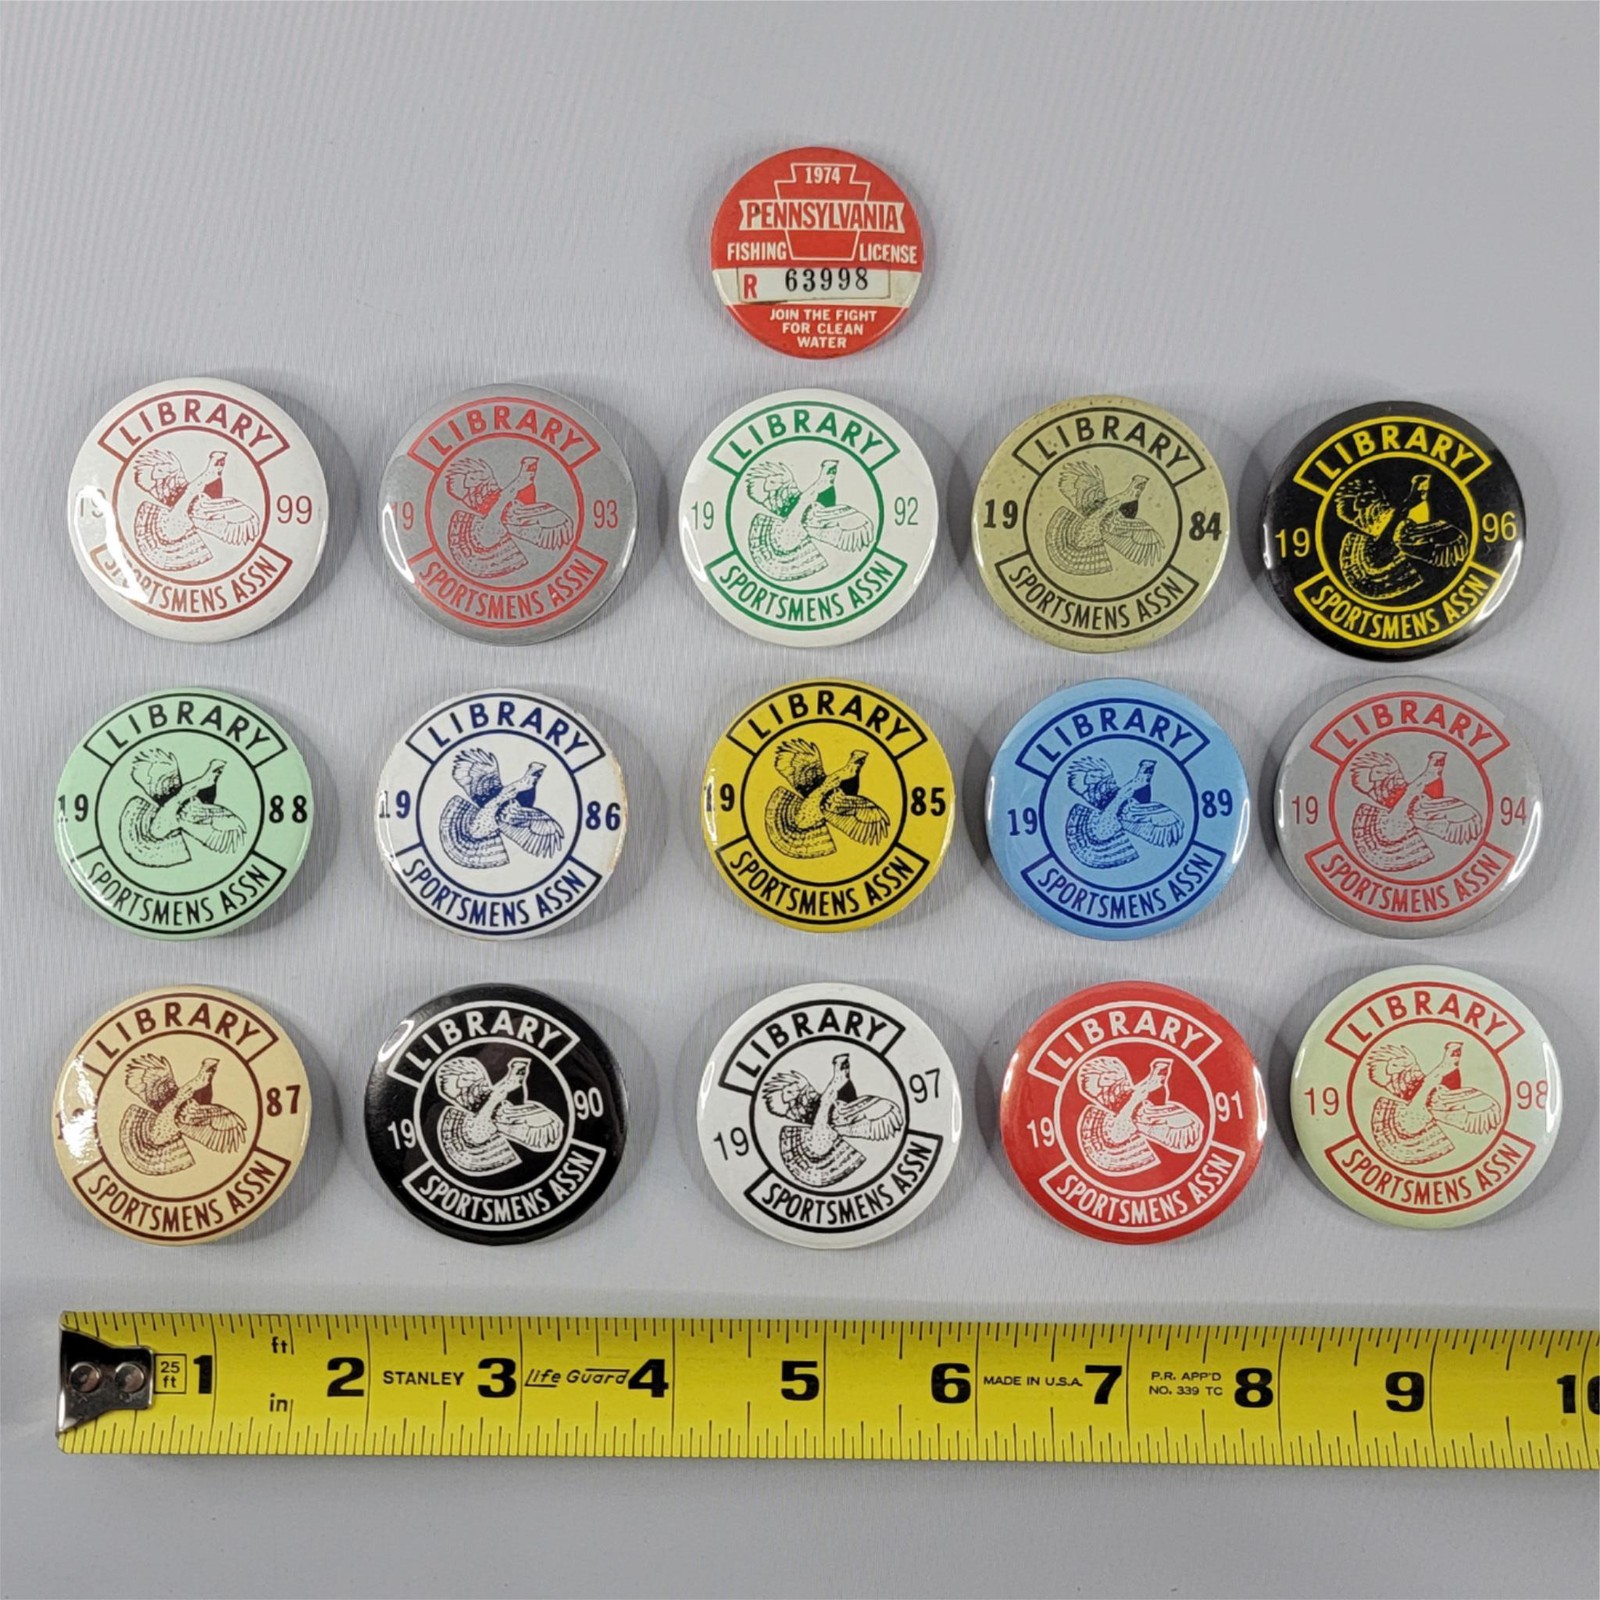 1974
PENNSYLVANIA
FISHING LICENSE
R 63998
JOIN THE FIGHT
FOR CLEAN
WATER
LIBRARY
19 99
SPORTSMENS ASSN
LIBRARY
19 93
SPORTSMENS ASSN
LIBRARY
19 92
SPORTSMENS ASSN
LIBRARY
19 84
SPORTSMENS ASSN
LIBRARY
19 96
SPORTSMENS ASSN
LIBRARY
19 88
SPORTSMENS ASSN
LIBRARY
19 86
SPORTSMENS ASSN
LIBRARY
19 85
SPORTSMENS ASSN
LIBRARY
19 89
SPORTSMENS ASSN
LIBRARY
19 94
SPORTSMENS ASSN
LIBRARY
19 87
SPORTSMENS ASSN
LIBRARY
19 90
SPORTSMENS ASSN
LIBRARY
19 97
SPORTSMENS ASSN
LIBRARY
19 91
SPORTSMENS ASSN
LIBRARY
19 98
SPORTSMENS ASSN
25 ft 1 ft in 2 STANLEY 3 Life Guard 4 5 6 MADE IN U.S.A. 7 P.R. APP'D NO. 339 TC 8 9 10